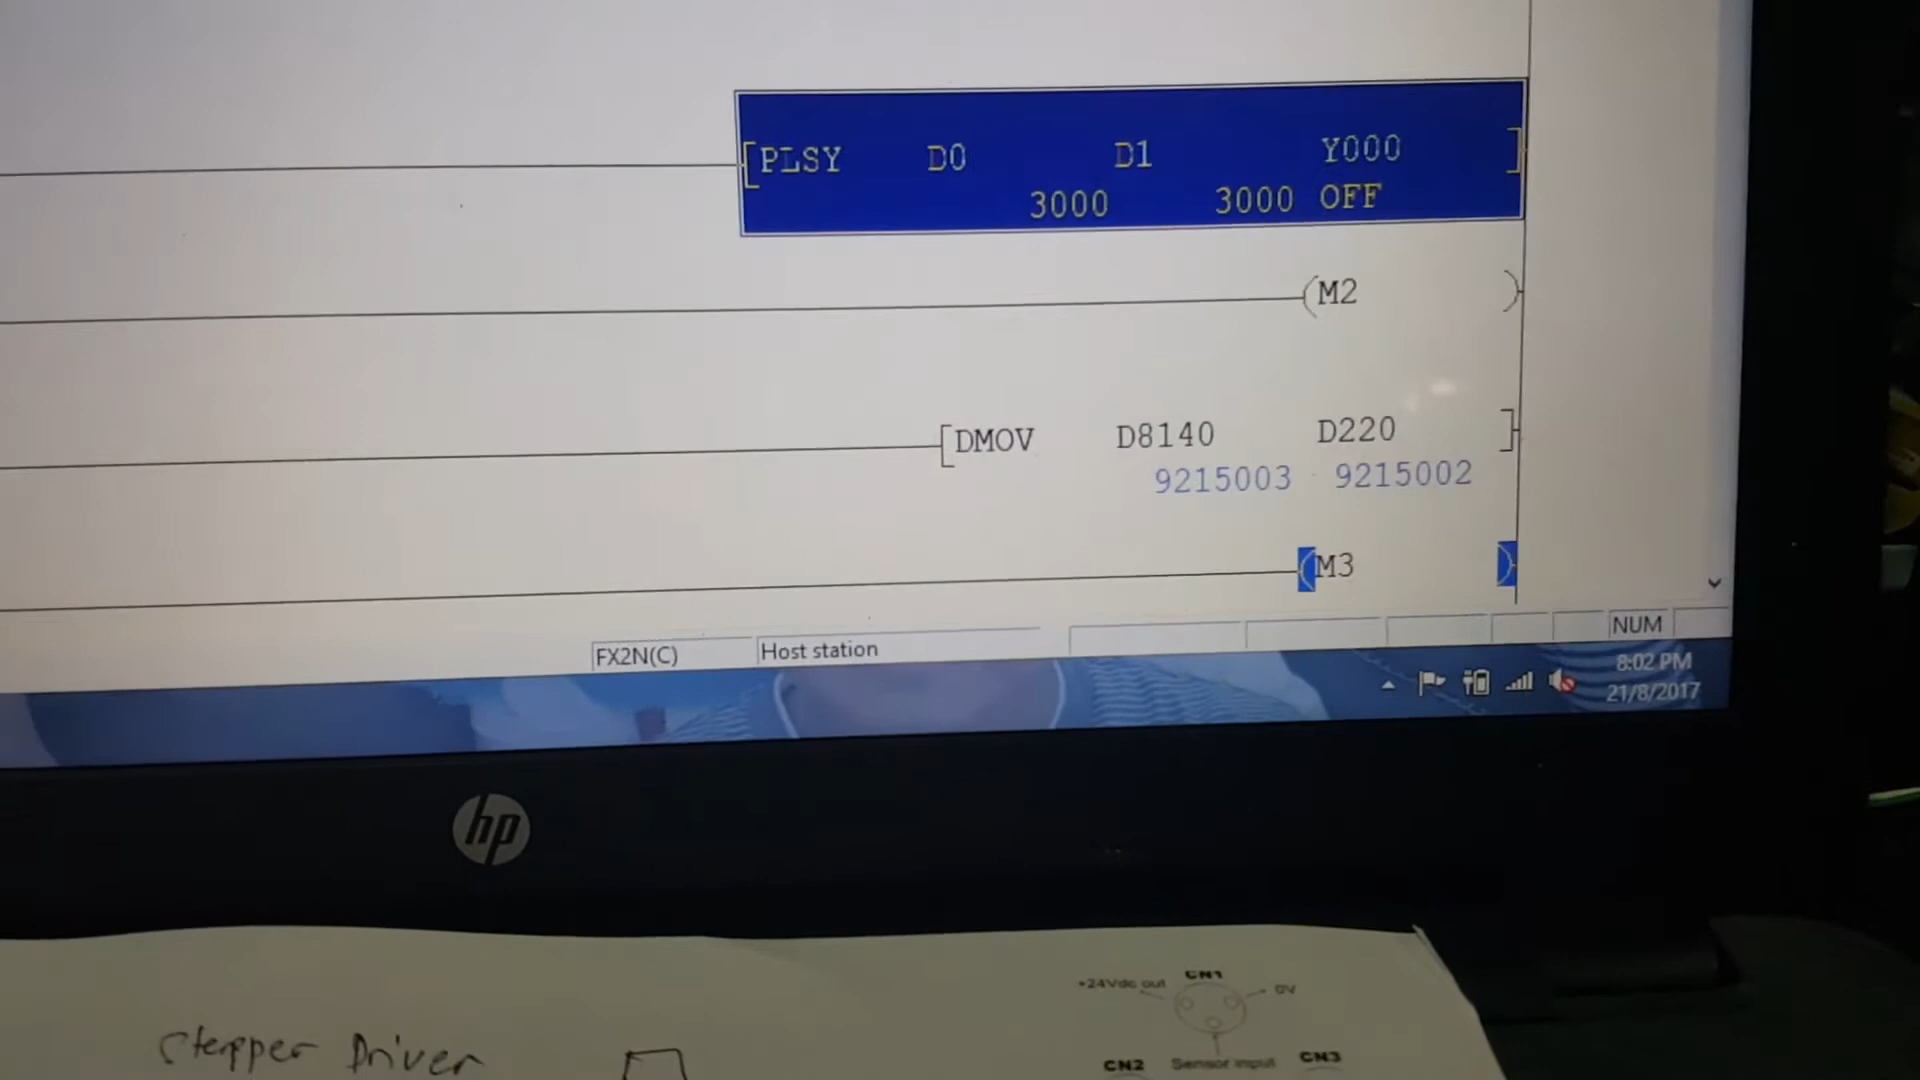 [PLSY D0 D1 Y000 ]
3000 3000 OFF
(M2 )
[DMOV D8140 D220 ]
9215003 9215002
(M3 )
NUM
FX2N(C) Host station
8:02 PM
21/8/2017
hp
CN1
+24Vdc out 0V
Stepper Driver
CN2 Sensor input CN3